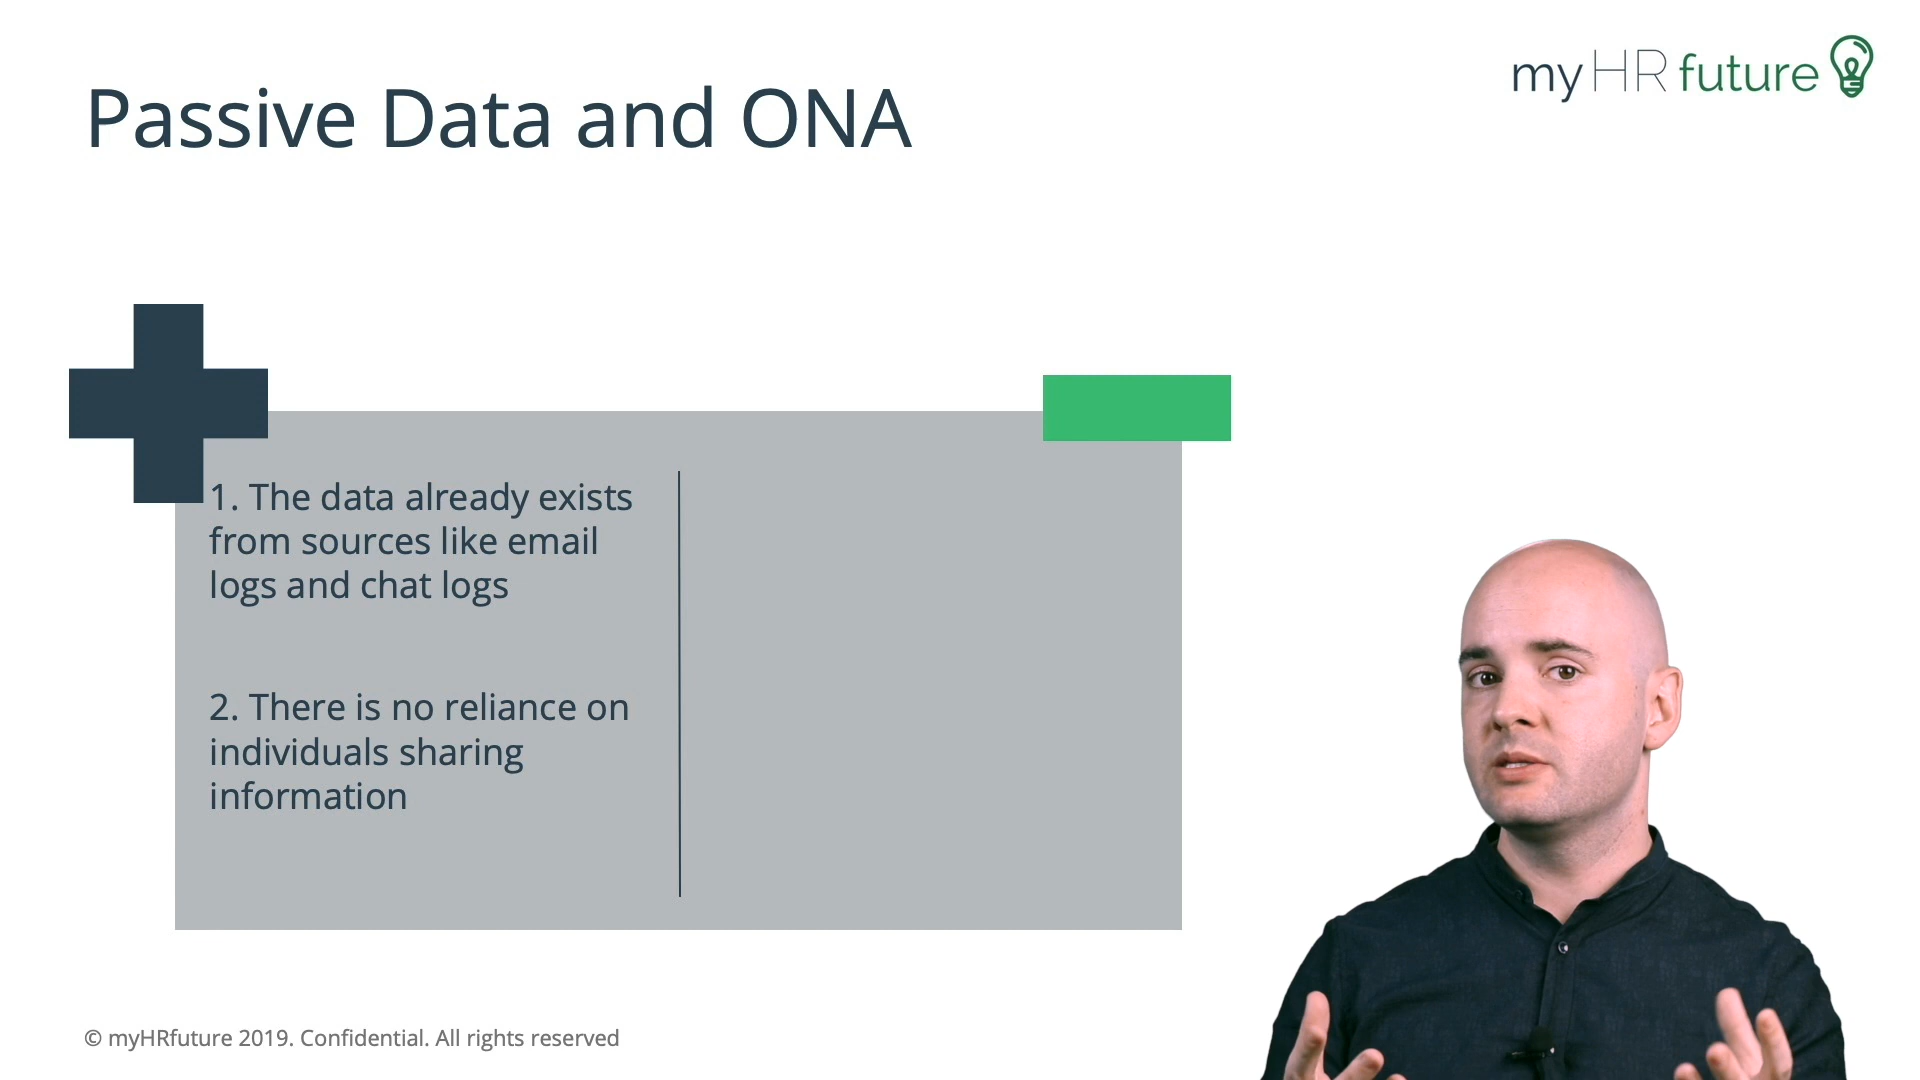 Passive Data and ONA
my HR future
1. The data already exists
from sources like email
logs and chat logs
2. There is no reliance on
individuals sharing
information
© myHRfuture 2019. Confidential. All rights reserved